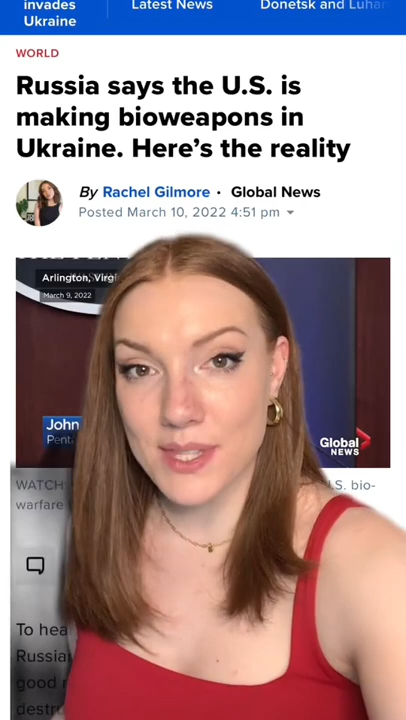 invades
Ukraine
Latest News
Donetsk and Luhan
WORLD
Russia says the U.S. is
making bioweapons in
Ukraine. Here’s the reality
By Rachel Gilmore · Global News
Posted March 10, 2022 4:51 pm
Arlington, Virgi
March 9, 2022
John
Pent
Global
NEWS
WATCH: U.S. bio-
warfare
To hea
Russia
good
destr